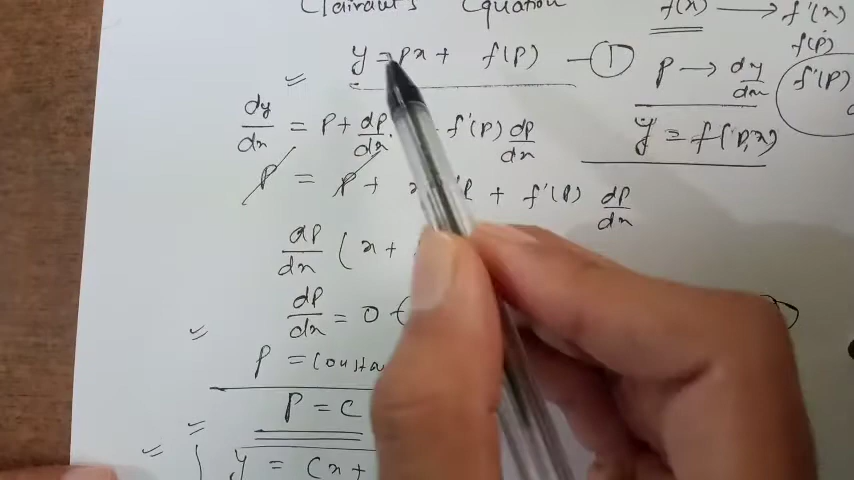 Clairaut's Equation
f(x) → f'(x)
f(p)
y = px + f(p) — ①
p → dy/dx
f'(p)
y = f(p,x)
dy/dx = p + dp/dx . f'(p) dp/dx
p = p + + f'(p) dp/dx
dp/dx ( x +
dp/dx = 0
p =
p = c
y = cx +